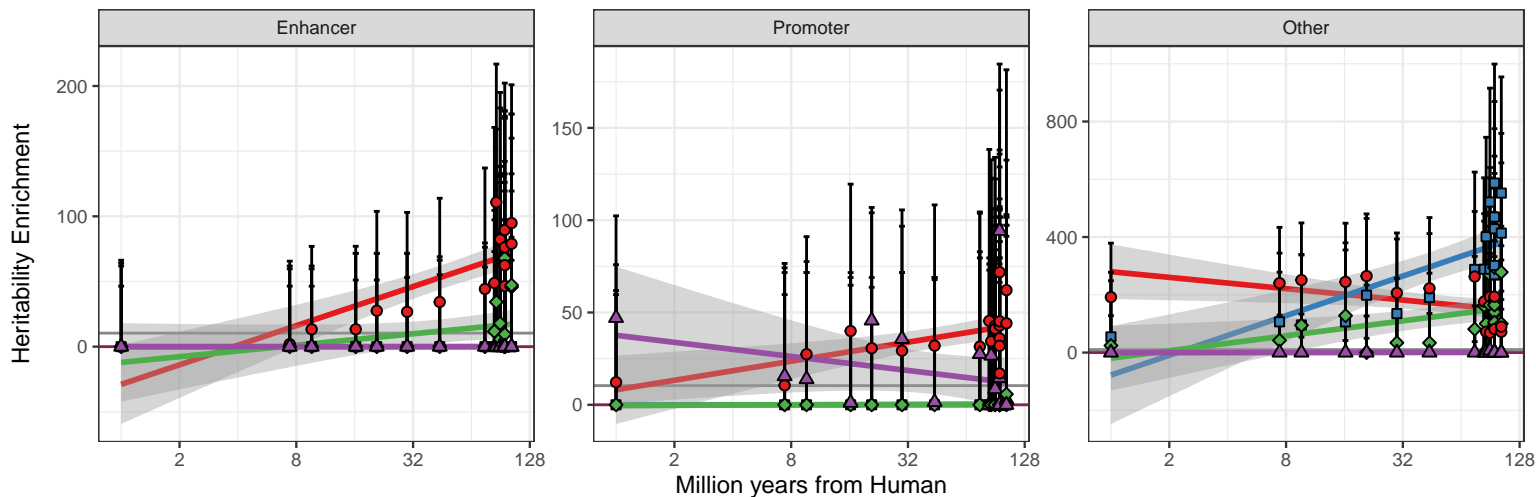 Enhancer Promoter Other
Heritability Enrichment
200
100
0
2 8 32 128
150
100
50
0
2 8 32 128
800
400
0
2 8 32 128
Million years from Human